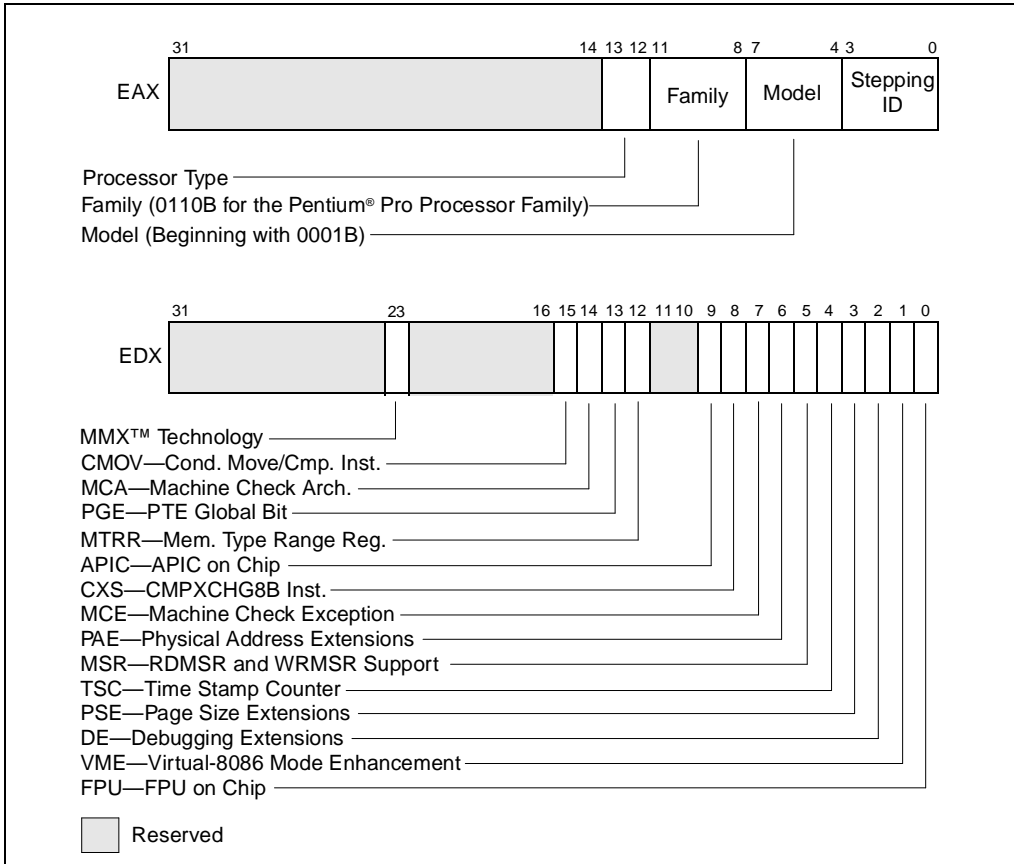 31 14 13 12 11 8 7 4 3 0
EAX Family Model Stepping
ID
Processor Type
Family (0110B for the Pentium® Pro Processor Family)
Model (Beginning with 0001B)
31 23 16 15 14 13 12 11 10 9 8 7 6 5 4 3 2 1 0
EDX
MMX™ Technology
CMOV—Cond. Move/Cmp. Inst.
MCA—Machine Check Arch.
PGE—PTE Global Bit
MTRR—Mem. Type Range Reg.
APIC—APIC on Chip
CXS—CMPXCHG8B Inst.
MCE—Machine Check Exception
PAE—Physical Address Extensions
MSR—RDMSR and WRMSR Support
TSC—Time Stamp Counter
PSE—Page Size Extensions
DE—Debugging Extensions
VME—Virtual-8086 Mode Enhancement
FPU—FPU on Chip
Reserved